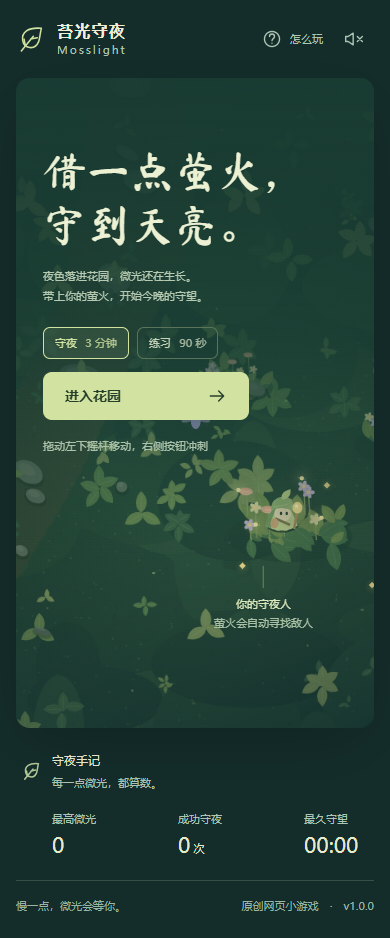 苔光守夜
Mosslight
怎么玩
借一点萤火，
守到天亮。
夜色落进花园，微光还在生长。
带上你的萤火，开始今晚的守望。
守夜 3 分钟
练习 90 秒
进入花园
拖动左下摇杆移动，右侧按钮冲刺
你的守夜人
萤火会自动寻找敌人
守夜手记
每一点微光，都算数。
最高微光
成功守夜
最久守望
0
0 次
00:00
慢一点，微光会等你。
原创网页小游戏 · v1.0.0